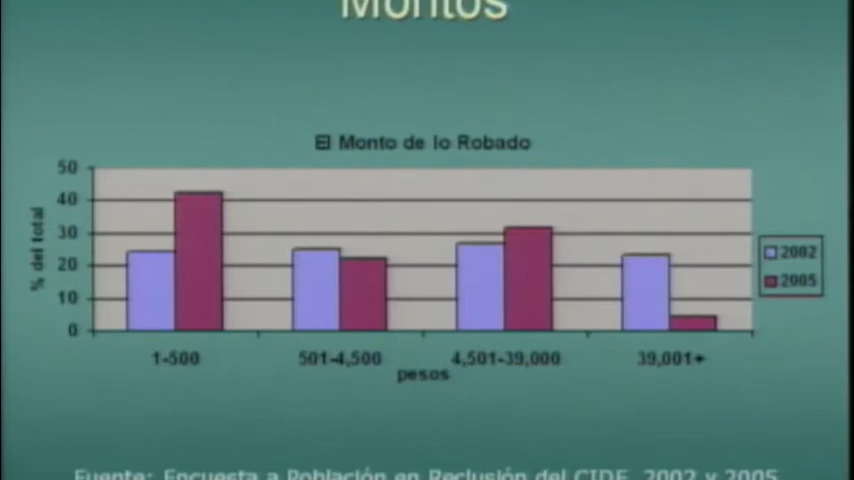 Montos
El Monto de lo Robado
50
40
30
20
10
0
% del total
1-500
501-4,500
4,501-39,000
39,001+
pesos
2002
2005
Fuente: Encuesta a Población en Reclusión del CIDE, 2002 y 2005